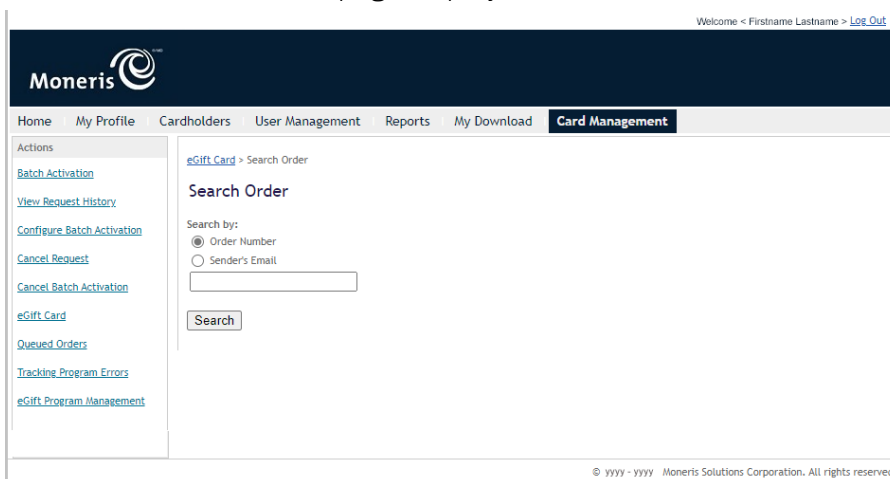 Welcome < Firstname Lastname > Log Out
Moneris
Home My Profile Cardholders User Management Reports My Download Card Management
Actions
Batch Activation
View Request History
Configure Batch Activation
Cancel Request
Cancel Batch Activation
eGift Card
Queued Orders
Tracking Program Errors
eGift Program Management
eGift Card > Search Order
Search Order
Search by:
Order Number
Sender's Email
Search
© yyyy - yyyy Moneris Solutions Corporation. All rights reserved